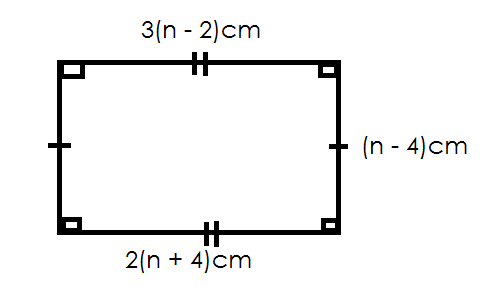 3(n - 2)cm
(n - 4)cm
2(n + 4)cm